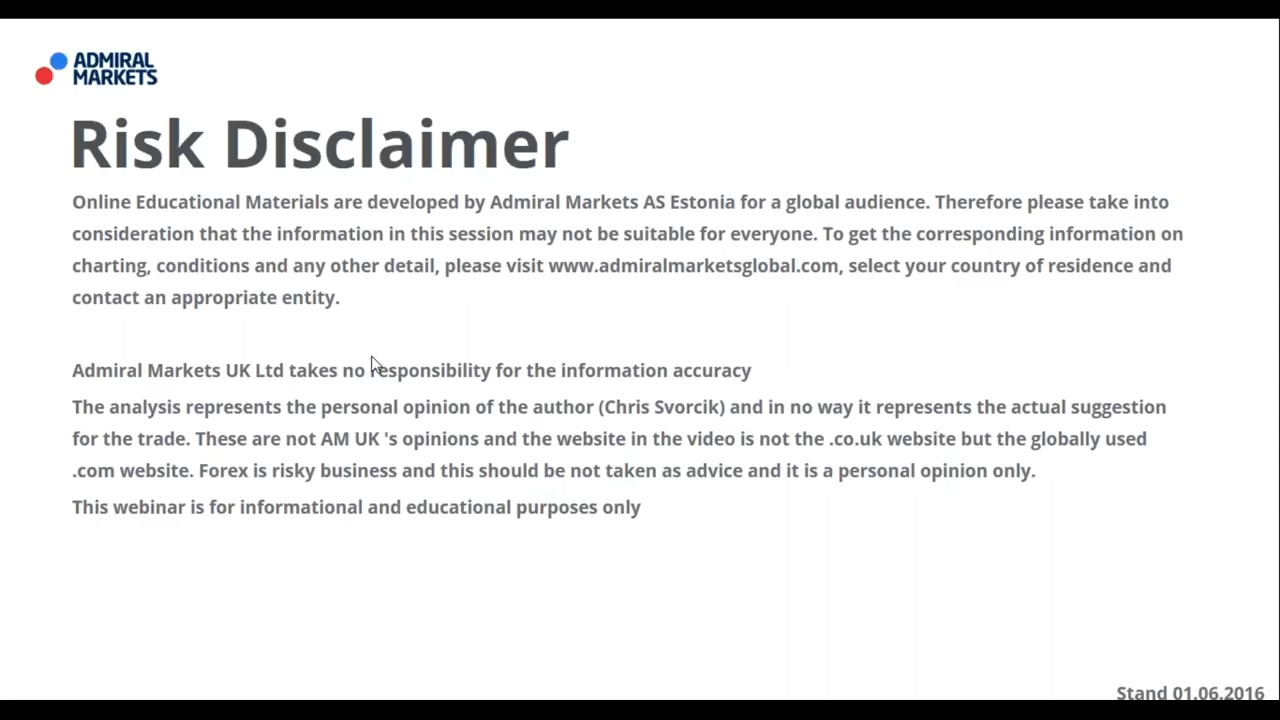 ADMIRAL
MARKETS
Risk Disclaimer
Online Educational Materials are developed by Admiral Markets AS Estonia for a global audience. Therefore please take into
consideration that the information in this session may not be suitable for everyone. To get the corresponding information on
charting, conditions and any other detail, please visit www.admiralmarketsglobal.com, select your country of residence and
contact an appropriate entity.
Admiral Markets UK Ltd takes no responsibility for the information accuracy
The analysis represents the personal opinion of the author (Chris Svorcik) and in no way it represents the actual suggestion
for the trade. These are not AM UK 's opinions and the website in the video is not the .co.uk website but the globally used
.com website. Forex is risky business and this should be not taken as advice and it is a personal opinion only.
This webinar is for informational and educational purposes only
Stand 01.06.2016